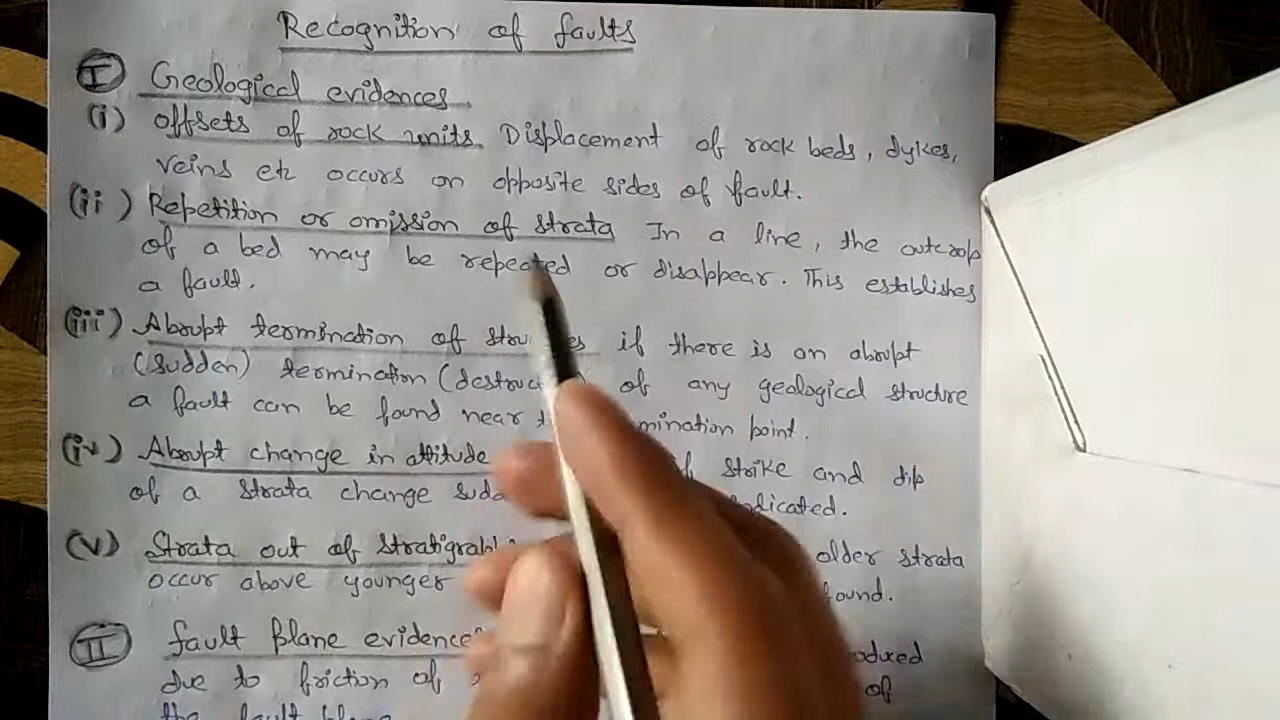 Recognition of faults
I Geological evidences
(i) Offsets of rock units. Displacement of rock beds, dykes,
veins etc occurs on opposite sides of fault.
(ii) Repetition or omission of strata In a line, the outcrop
of a bed may be repeated or disappear. This establishes
a fault.
(iii) Abrupt termination of if there is an abrupt
(sudden) termination of any geological structure
a fault can be found near point.
(iv) Abrupt change in attitude strike and dip
of a strata change
(v) Strata out of older strata
occur above younger
II fault plane
due to friction of of
the fault plane